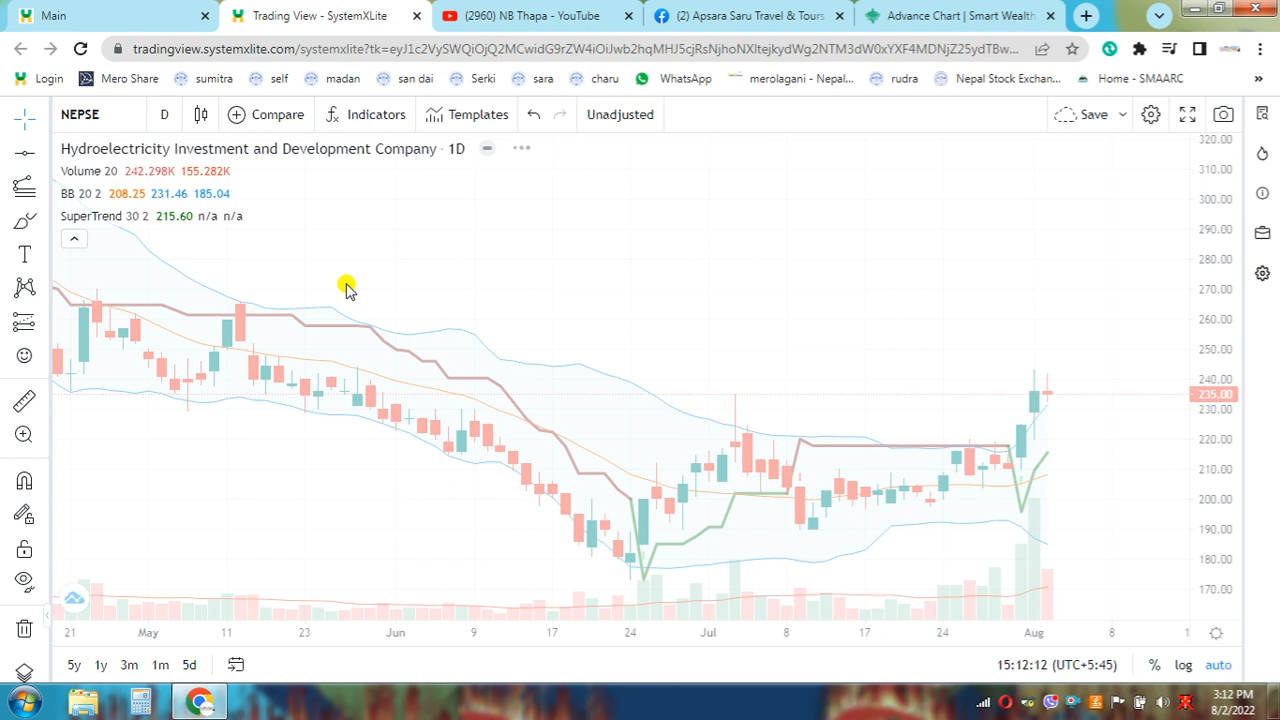 Main × Trading View - SystemXLite × (2960) NB Thapa - YouTube × (2) Apsara Saru Travel & Tours × Advance Chart | Smart Wealth ×
Login Mero Share sumitra self madan san dai Serki sara charu WhatsApp merolagani - Nepal... rudra Nepal Stock Exchan... Home - SMAARC »
NEPSE D Compare Indicators Templates Unadjusted Save
Hydroelectricity Investment and Development Company · 1D
Volume 20 242.298K 155.282K
BB 20 2 208.25 231.46 185.04
SuperTrend 30 2 215.60 n/a n/a
320.00
310.00
300.00
290.00
280.00
270.00
260.00
250.00
240.00
235.00
230.00
220.00
210.00
200.00
190.00
180.00
170.00
21 May 11 23 Jun 9 17 24 Jul 8 17 24 Aug 8 1
5y 1y 3m 1m 5d 15:12:12 (UTC+5:45) % log auto
3:12 PM
8/2/2022